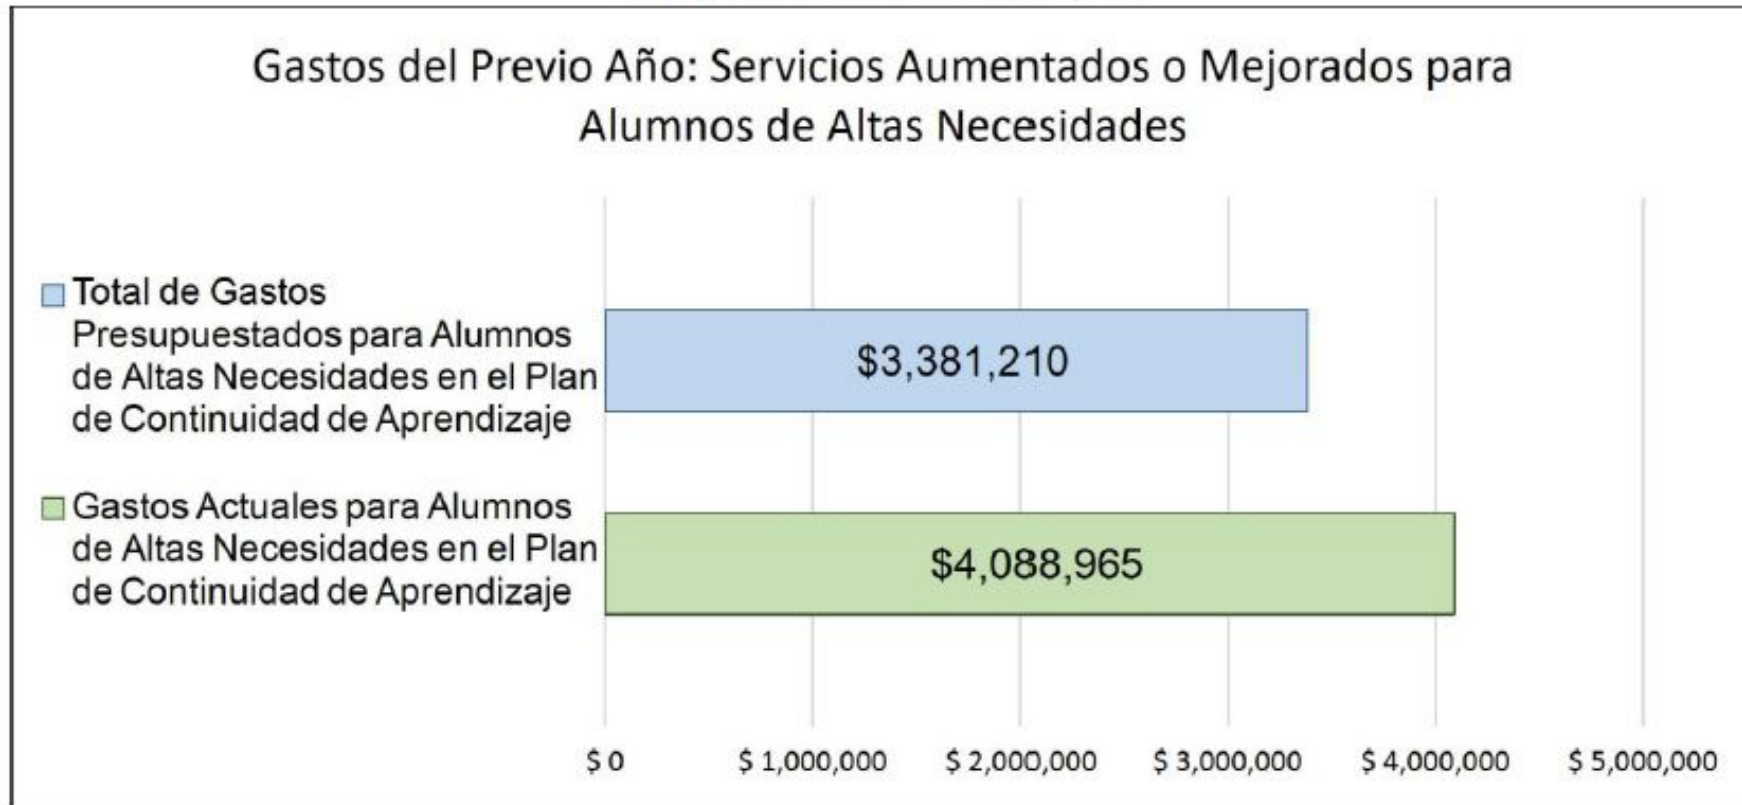 Gastos del Previo Año: Servicios Aumentados o Mejorados para
Alumnos de Altas Necesidades
Total de Gastos
Presupuestados para Alumnos
de Altas Necesidades en el Plan
de Continuidad de Aprendizaje
$3,381,210
Gastos Actuales para Alumnos
de Altas Necesidades en el Plan
de Continuidad de Aprendizaje
$4,088,965
$ 0 $ 1,000,000 $ 2,000,000 $ 3,000,000 $ 4,000,000 $ 5,000,000